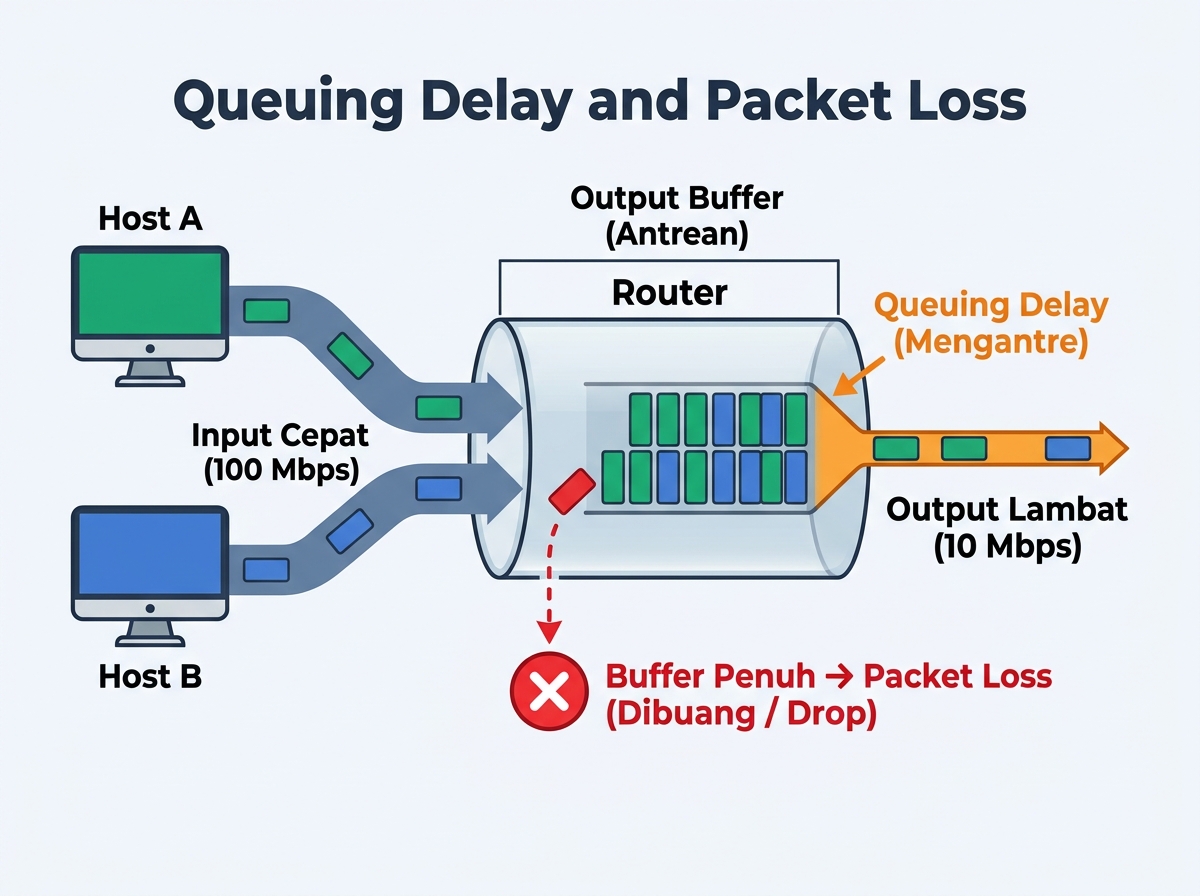 Queuing Delay and Packet Loss
Host A
Output Buffer
(Antrean)
Router
Queuing Delay
(Mengantre)
Input Cepat
(100 Mbps)
Output Lambat
(10 Mbps)
Host B
Buffer Penuh → Packet Loss
(Dibuang / Drop)